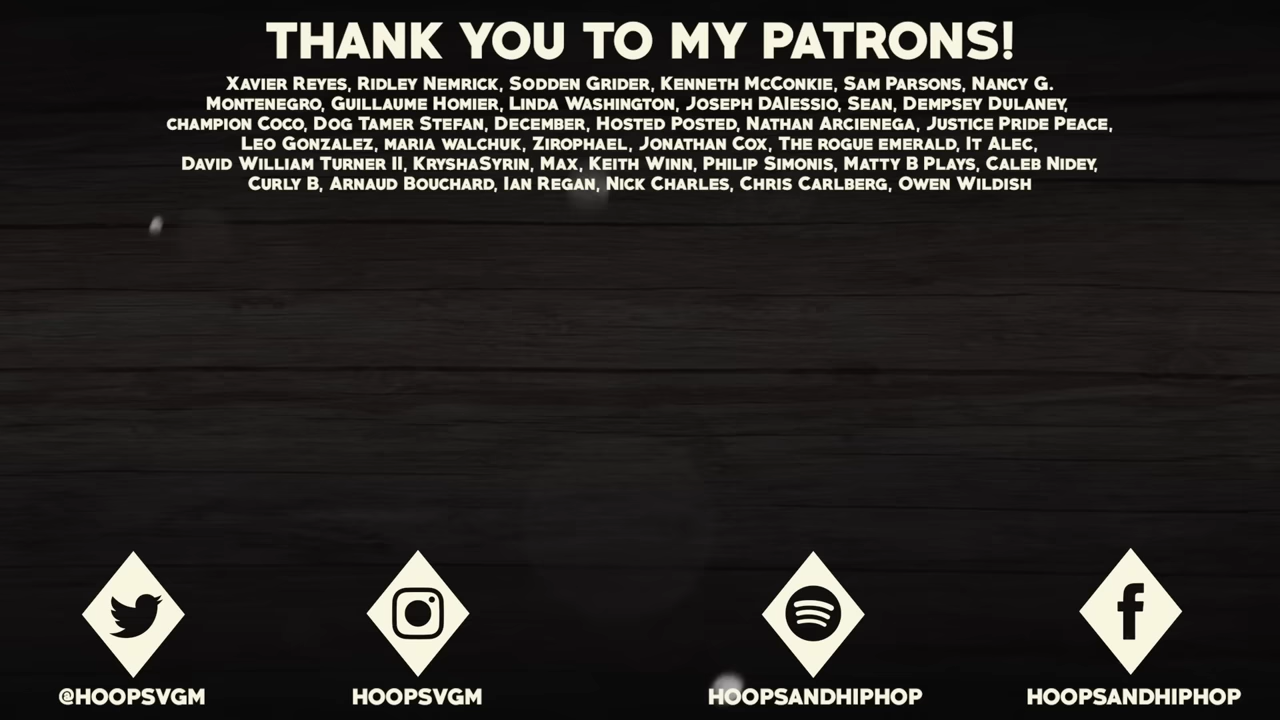 THANK YOU TO MY PATRONS!
XAVIER REYES, RIDLEY NEMRICK, SODDEN GRIDER, KENNETH MCCONKIE, SAM PARSONS, NANCY G.
MONTENEGRO, GUILLAUME HOMIER, LINDA WASHINGTON, JOSEPH DALESSIO, SEAN, DEMPSEY DULANEY,
CHAMPION COCO, DOG TAMER STEFAN, DECEMBER, HOSTED POSTED, NATHAN ARCIENEGA, JUSTICE PRIDE PEACE,
LEO GONZALEZ, MARIA WALCHUK, ZIROPHAEL, JONATHAN COX, THE ROGUE EMERALD, IT ALEC,
DAVID WILLIAM TURNER II, KRYSHASYRIN, MAX, KEITH WINN, PHILIP SIMONIS, MATTY B PLAYS, CALEB NIDEY,
CURLY B, ARNAUD BOUCHARD, IAN REGAN, NICK CHARLES, CHRIS CARLBERG, OWEN WILDISH
@HOOPSVGM
HOOPSVGM
HOOPSANDHIPHOP
HOOPSANDHIPHOP